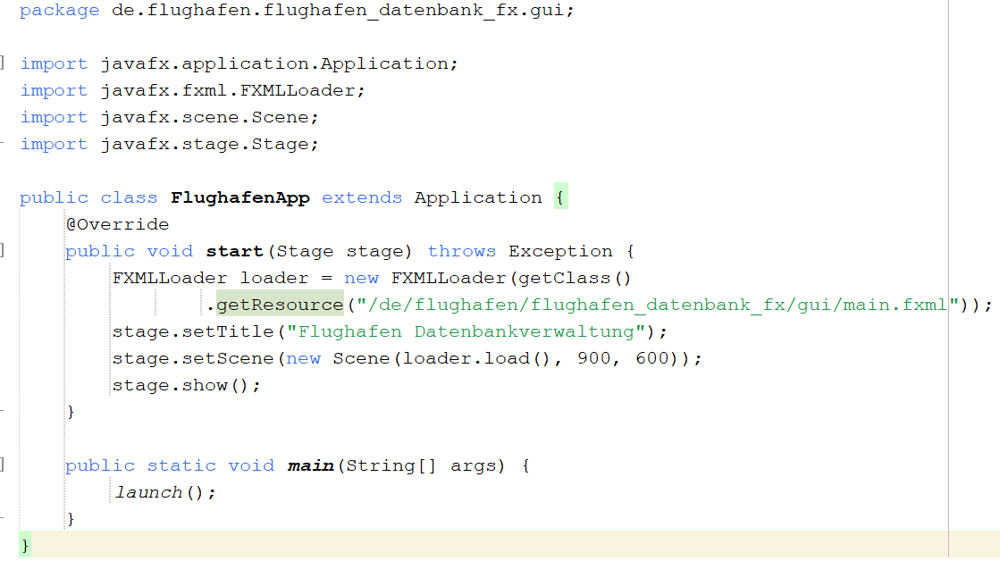 package de.flughafen.flughafen_datenbank_fx.gui;
import javafx.application.Application;
import javafx.fxml.FXMLLoader;
import javafx.scene.Scene;
import javafx.stage.Stage;
public class FlughafenApp extends Application {
@Override
public void start(Stage stage) throws Exception {
FXMLLoader loader = new FXMLLoader(getClass()
.getResource("/de/flughafen/flughafen_datenbank_fx/gui/main.fxml"));
stage.setTitle("Flughafen Datenbankverwaltung");
stage.setScene(new Scene(loader.load(), 900, 600));
stage.show();
}
public static void main(String[] args) {
launch();
}
}